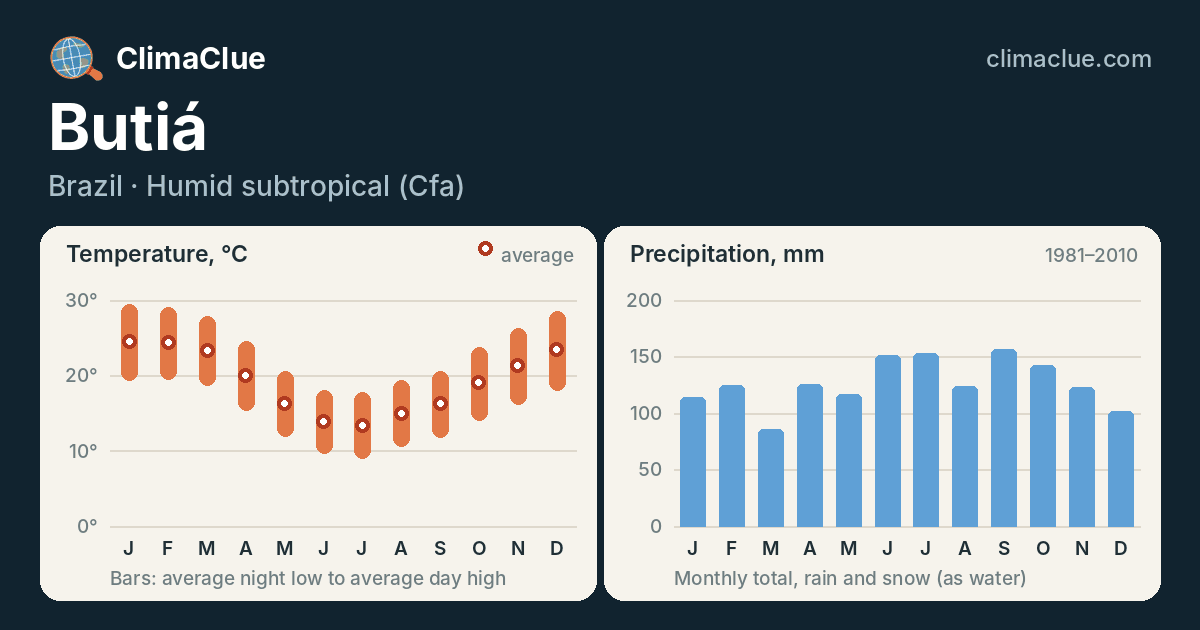 ClimaClue
climaclue.com
Butiá
Brazil · Humid subtropical (Cfa)
Temperature, °C
average
30°
20°
10°
0°
J F M A M J J A S O N D
Bars: average night low to average day high
Precipitation, mm
1981–2010
200
150
100
50
0
J F M A M J J A S O N D
Monthly total, rain and snow (as water)